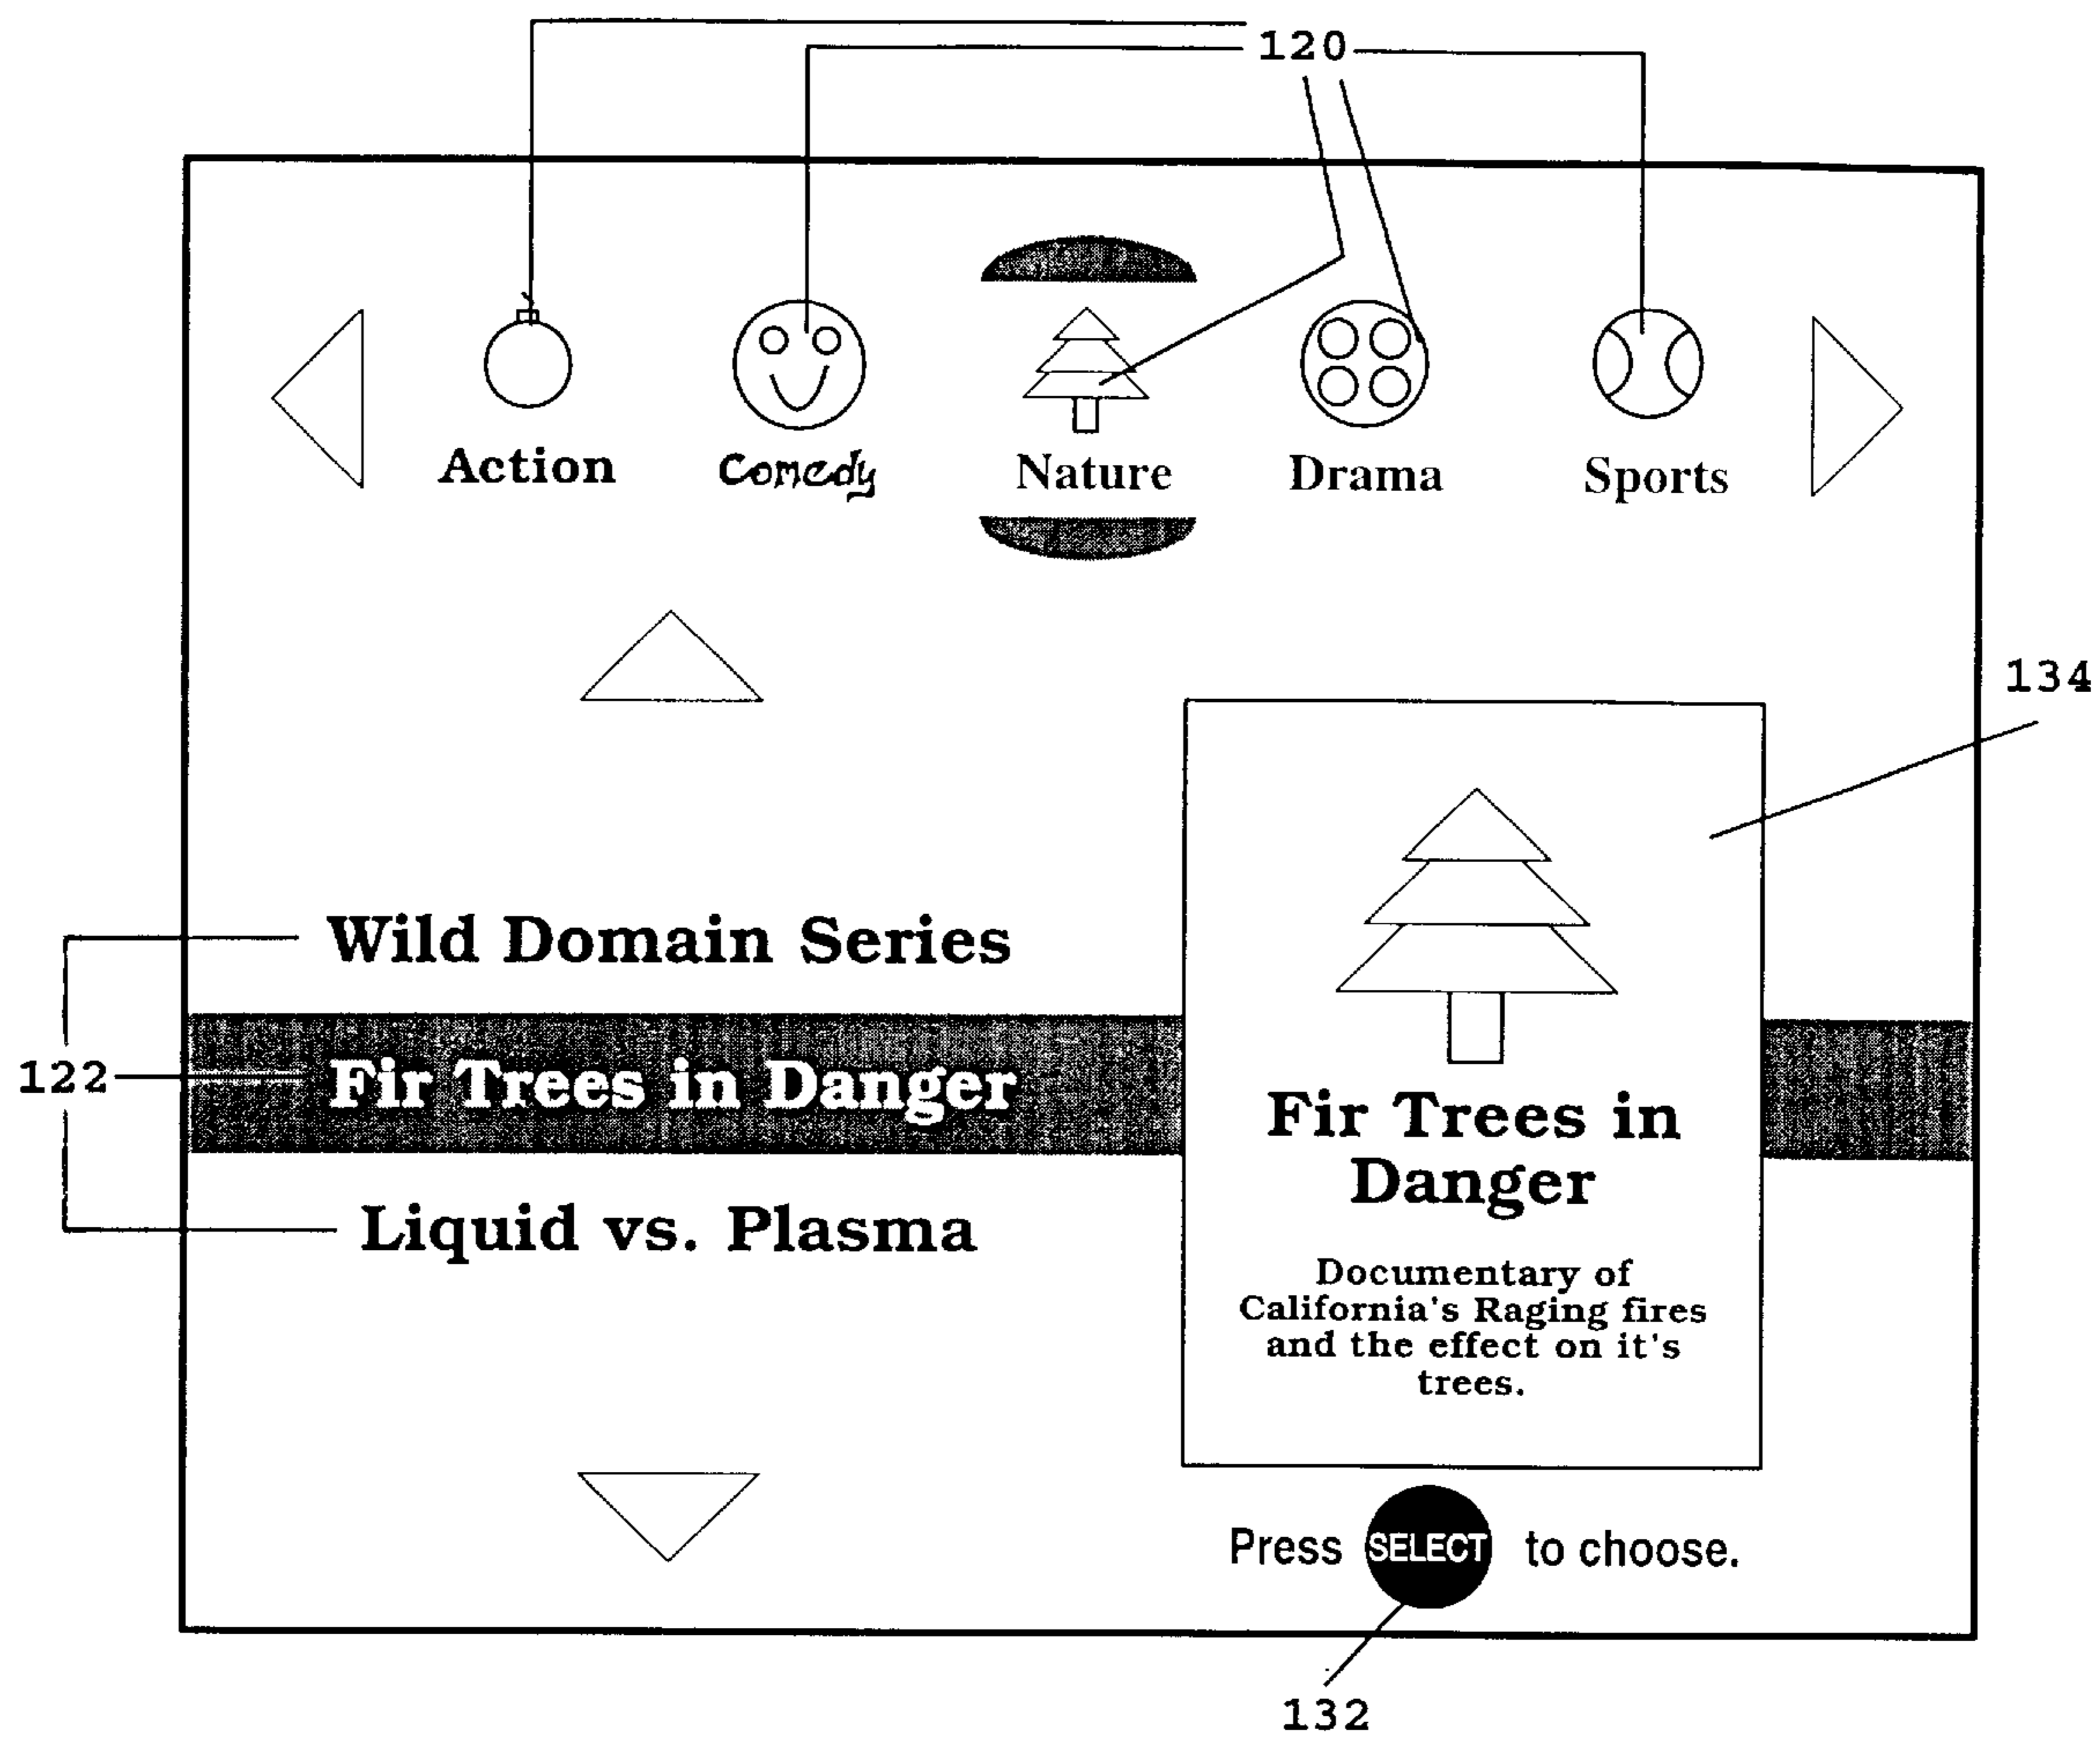 120
Action Comedy Nature Drama Sports
134
Wild Domain Series
122
Fir Trees in Danger
Liquid vs. Plasma
Fir Trees in
Danger
Documentary of
California's Raging fires
and the effect on it's
trees.
Press SELECT to choose.
132